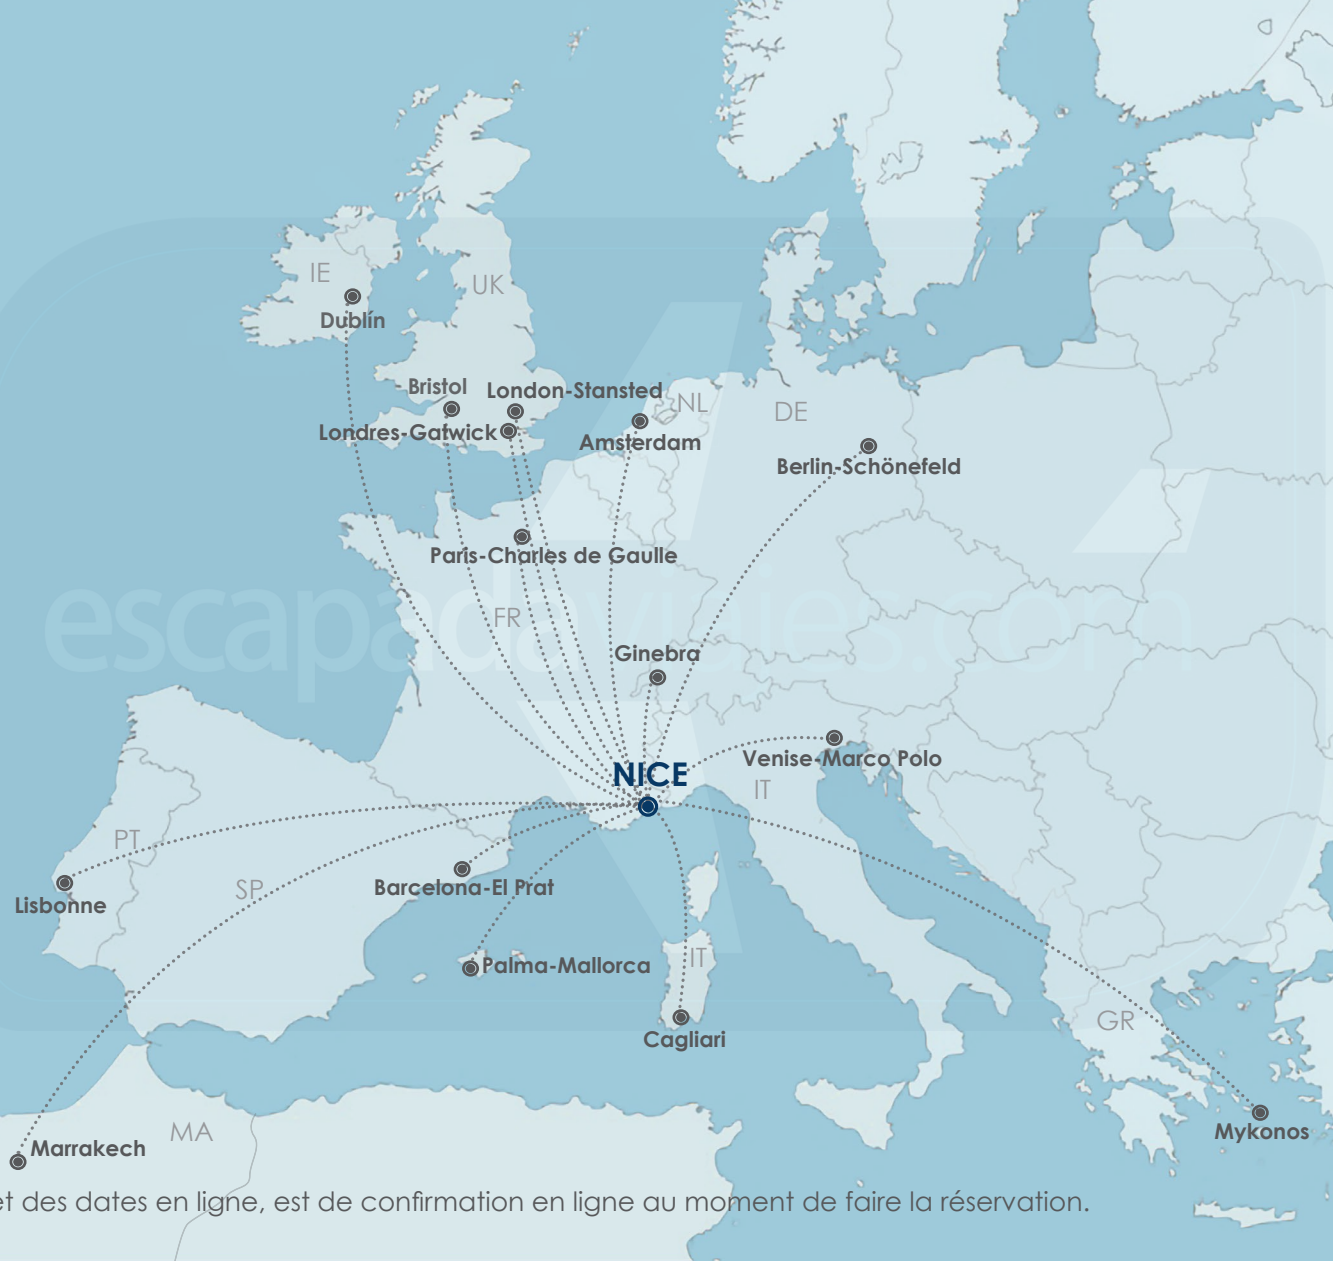 IE
UK
Dublín
Bristol
London-Stansted
NL
DE
Londres-Gatwick
Amsterdam
Berlin-Schönefeld
París-Charles de Gaulle
escapadaviajes.com
FR
Ginebra
Venise-Marco Polo
NICE
IT
PT
SP
Barcelona-El Prat
Lisbonne
IT
Palma-Mallorca
GR
Cagliari
MA
Mykonos
Marrakech
et des dates en ligne, est de confirmation en ligne au moment de faire la réservation.